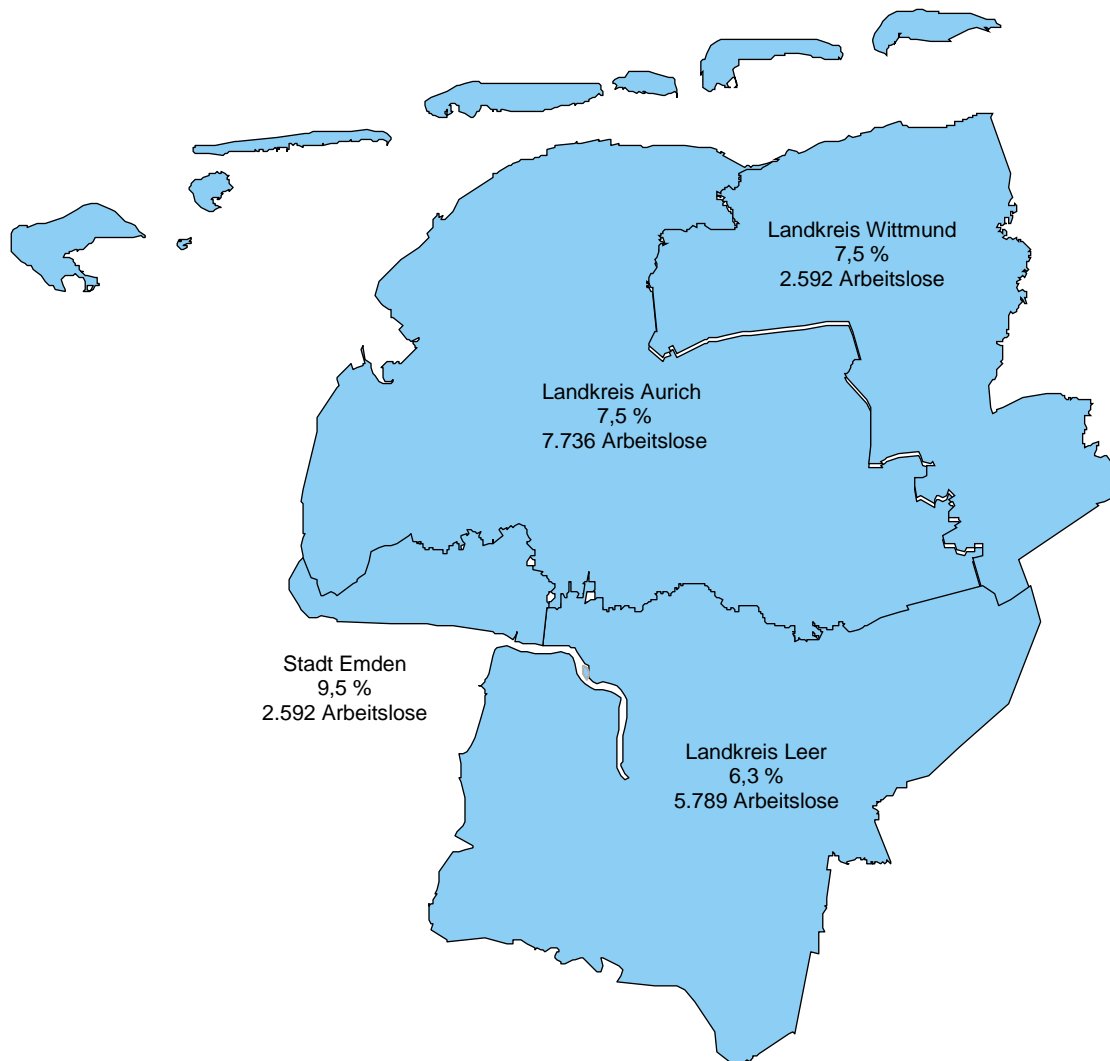 Landkreis Wittmund
7,5 %
2.592 Arbeitslose
Landkreis Aurich
7,5 %
7.736 Arbeitslose
Stadt Emden
9,5 %
2.592 Arbeitslose
Landkreis Leer
6,3 %
5.789 Arbeitslose